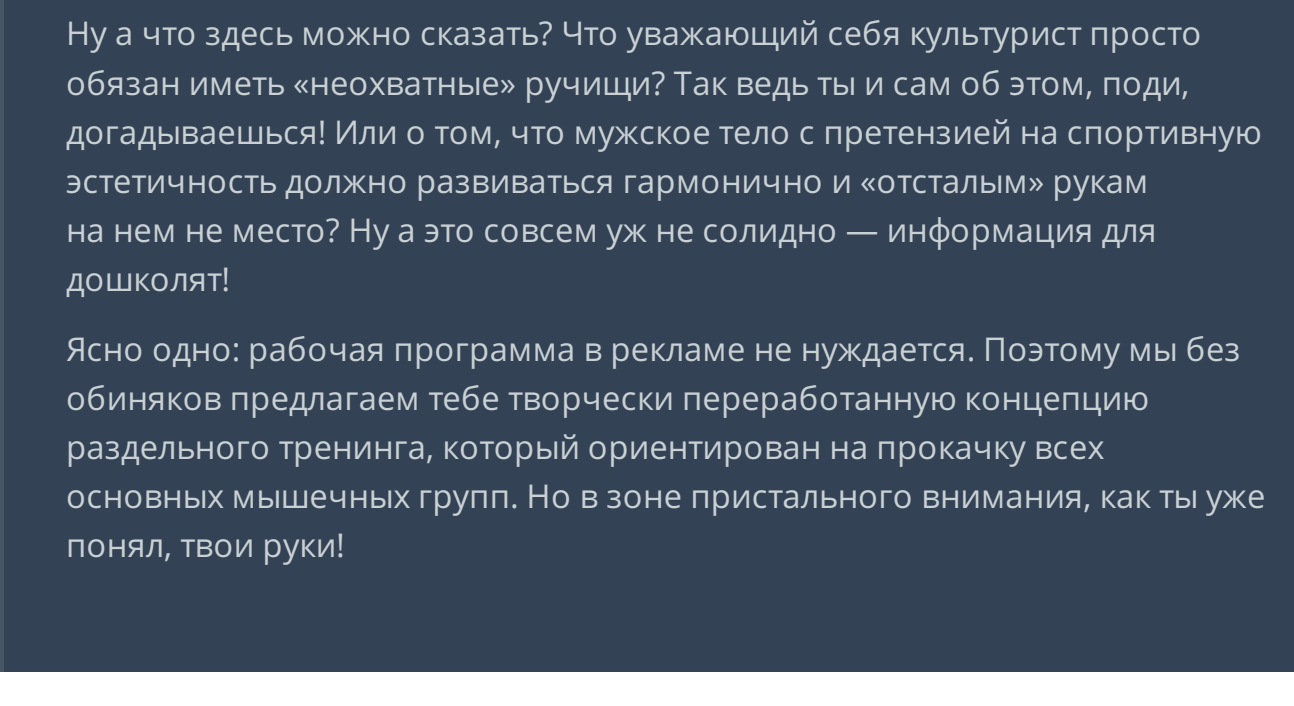 Ну а что здесь можно сказать? Что уважающий себя культурист просто
обязан иметь «неохватные» ручищи? Так ведь ты и сам об этом, поди,
догадываешься! Или о том, что мужское тело с претензией на спортивную
эстетичность должно развиваться гармонично и «отсталым» рукам
на нем не место? Ну а это совсем уж не солидно — информация для
дошколят!
Ясно одно: рабочая программа в рекламе не нуждается. Поэтому мы без
обиняков предлагаем тебе творчески переработанную концепцию
раздельного тренинга, который ориентирован на прокачку всех
основных мышечных групп. Но в зоне пристального внимания, как ты уже
понял, твои руки!